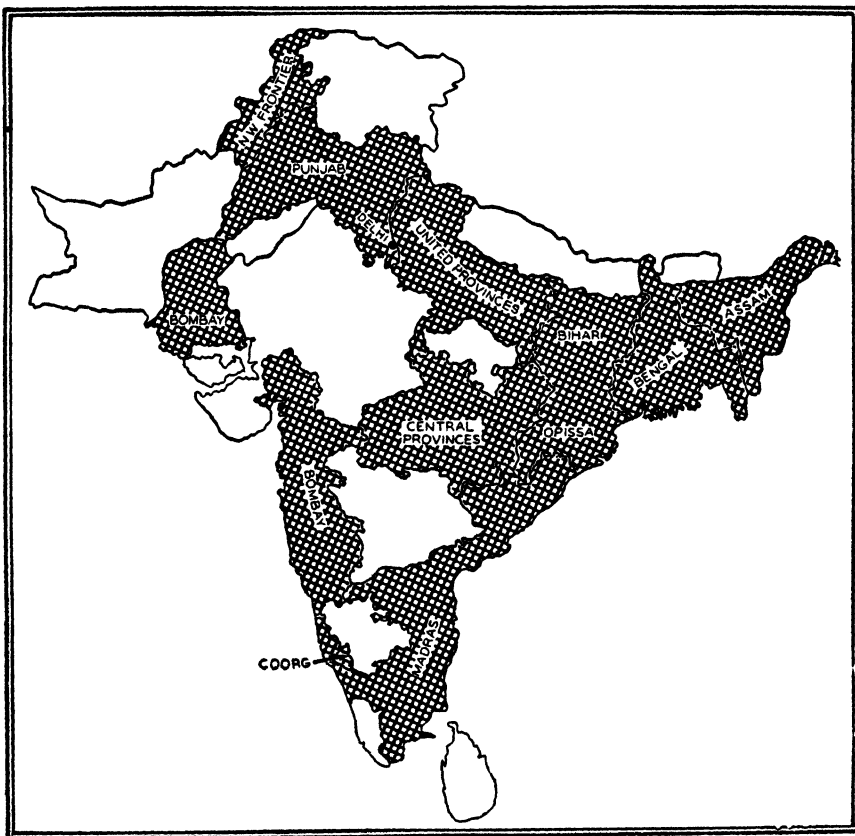 N.W. FRONTIER
PUNJAB
DELHI
UNITED PROVINCES
ASSAM
BOMBAY
BIHAR
BENGAL
CENTRAL
PROVINCES
ORISSA
BOMBAY
MADRAS
COORG